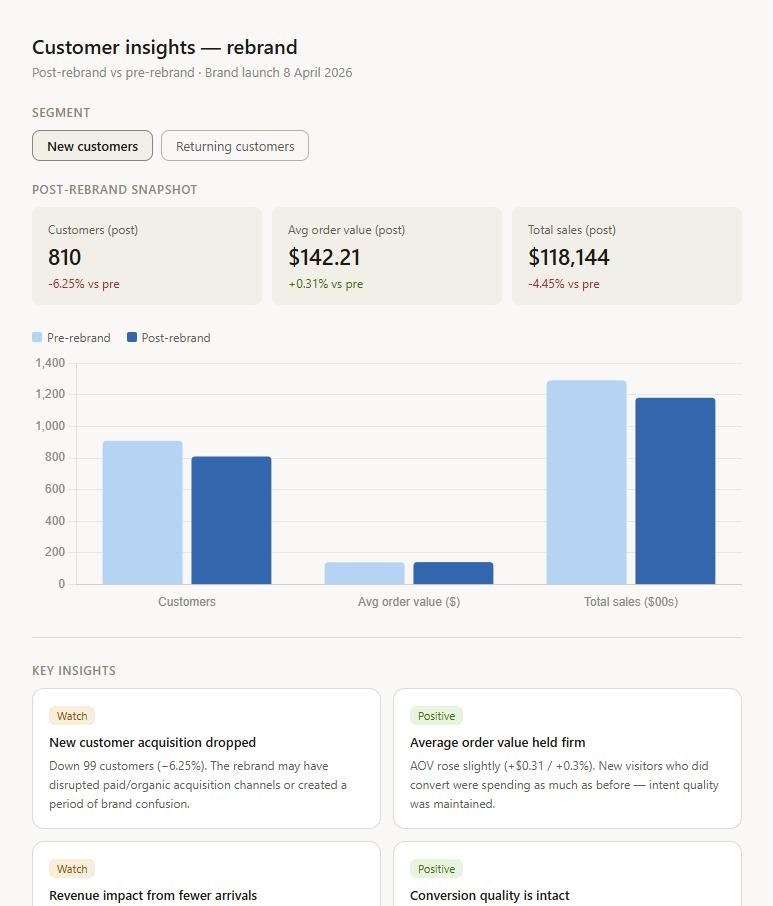 Customer insights — rebrand
Post-rebrand vs pre-rebrand · Brand launch 8 April 2026
SEGMENT
New customers
Returning customers
POST-REBRAND SNAPSHOT
Customers (post)
810
-6.25% vs pre
Avg order value (post)
$142.21
+0.31% vs pre
Total sales (post)
$118,144
-4.45% vs pre
Pre-rebrand
Post-rebrand
1,400
1,200
1,000
800
600
400
200
0
Customers
Avg order value ($)
Total sales ($00s)
KEY INSIGHTS
Watch
New customer acquisition dropped
Down 99 customers (−6.25%). The rebrand may have
disrupted paid/organic acquisition channels or created a
period of brand confusion.
Positive
Average order value held firm
AOV rose slightly (+$0.31 / +0.3%). New visitors who did
convert were spending as much as before — intent quality
was maintained.
Watch
Revenue impact from fewer arrivals
Positive
Conversion quality is intact